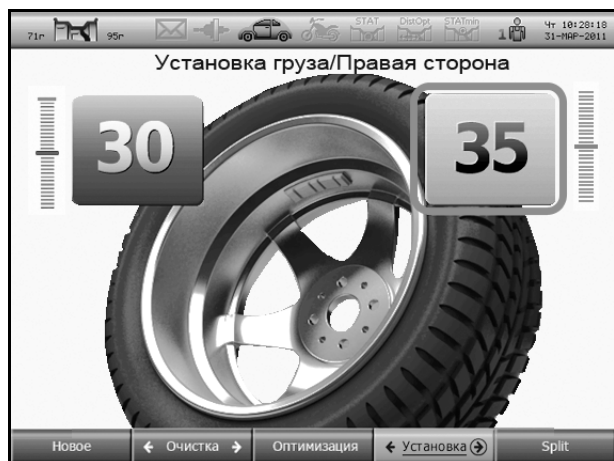 71г 95г STAT DistOpt STATmin 1 Чт 10:28:18
31-МАР-2011
Установка груза/Правая сторона
30 35
Новое Очистка Оптимизация Установка Split